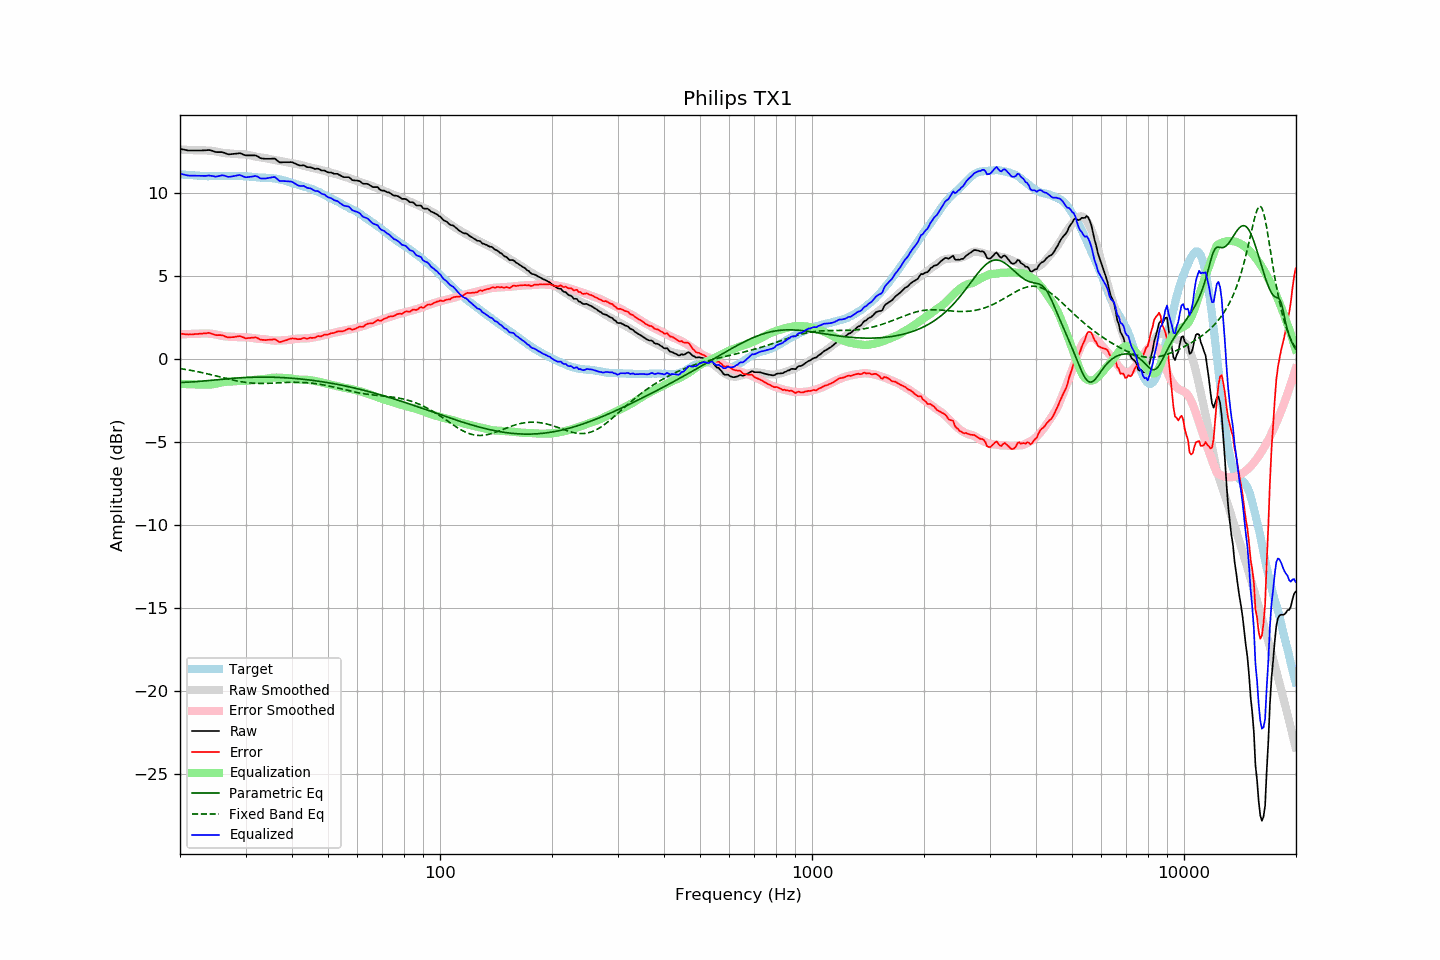 Philips TX1
Amplitude (dBr)
10
5
0
−5
−10
−15
−20
−25
Target
Raw Smoothed
Error Smoothed
Raw
Error
Equalization
Parametric Eq
Fixed Band Eq
Equalized
100
1000
10000
Frequency (Hz)